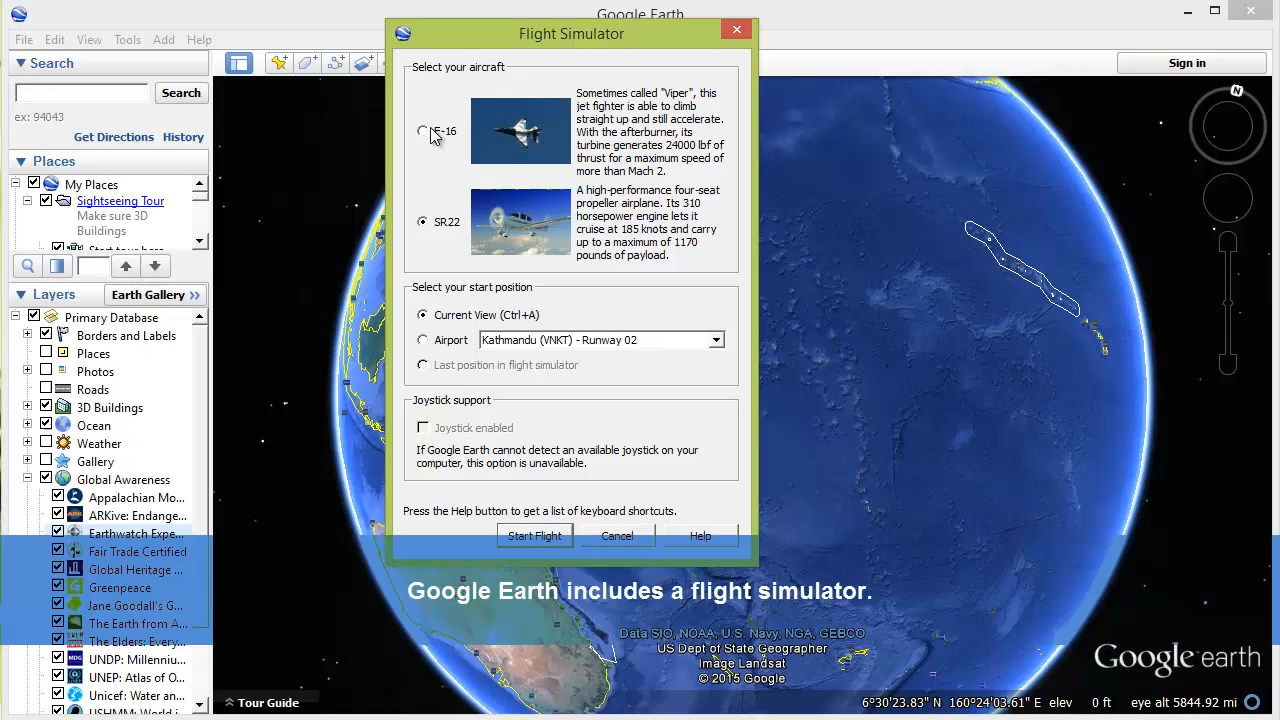 Google Earth
File Edit View Tools Add Help
Search
Search
ex: 94043
Get Directions History
Places
My Places
Sightseeing Tour
Make sure 3D
Buildings
Start tour here
Layers
Earth Gallery >>
Primary Database
Borders and Labels
Places
Photos
Roads
3D Buildings
Ocean
Weather
Gallery
Global Awareness
Appalachian Mo...
ARKive: Endange...
Earthwatch Expe...
Fair Trade Certified
Global Heritage ...
Greenpeace
Jane Goodall's G...
The Earth from A...
The Elders: Every...
UNDP: Millenniu...
UNEP: Atlas of O...
Unicef: Water an...
USHMM: World i...
Sign in
N
Flight Simulator
Select your aircraft
F-16
Sometimes called "Viper", this
jet fighter is able to climb
straight up and still accelerate.
With the afterburner, its
turbine generates 24000 lbf of
thrust for a maximum speed of
more than Mach 2.
SR22
A high-performance four-seat
propeller airplane. Its 310
horsepower engine lets it
cruise at 185 knots and carry
up to a maximum of 1170
pounds of payload.
Select your start position
Current View (Ctrl+A)
Airport Kathmandu (VNKT) - Runway 02
Last position in flight simulator
Joystick support
Joystick enabled
If Google Earth cannot detect an available joystick on your
computer, this option is unavailable.
Press the Help button to get a list of keyboard shortcuts.
Start Flight Cancel Help
Google Earth includes a flight simulator.
Data SIO, NOAA, U.S. Navy, NGA, GEBCO
US Dept of State Geographer
Image Landsat
© 2015 Google
Google earth
Tour Guide
6°30'23.83" N 160°24'03.61" E elev 0 ft eye alt 5844.92 mi